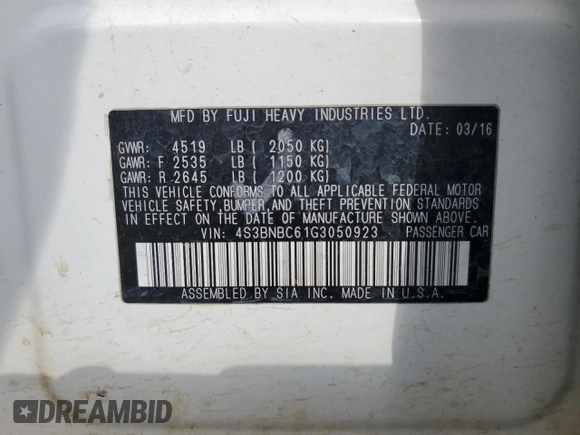 MFD BY FUJI HEAVY INDUSTRIES LTD.
DATE: 03/16
GVWR: 4519 LB ( 2050 KG)
GAWR: F 2535 LB ( 1150 KG)
GAWR: R 2645 LB ( 1200 KG)
THIS VEHICLE CONFORMS TO ALL APPLICABLE FEDERAL MOTOR
VEHICLE SAFETY, BUMPER, AND THEFT PREVENTION
STANDARDS IN EFFECT ON THE DATE OF MANUFACTURE SHOWN ABOVE.
VIN: 4S3BNBC61G3050923 PASSENGER CAR
ASSEMBLED BY SIA INC. MADE IN U.S.A.
DREAMBID